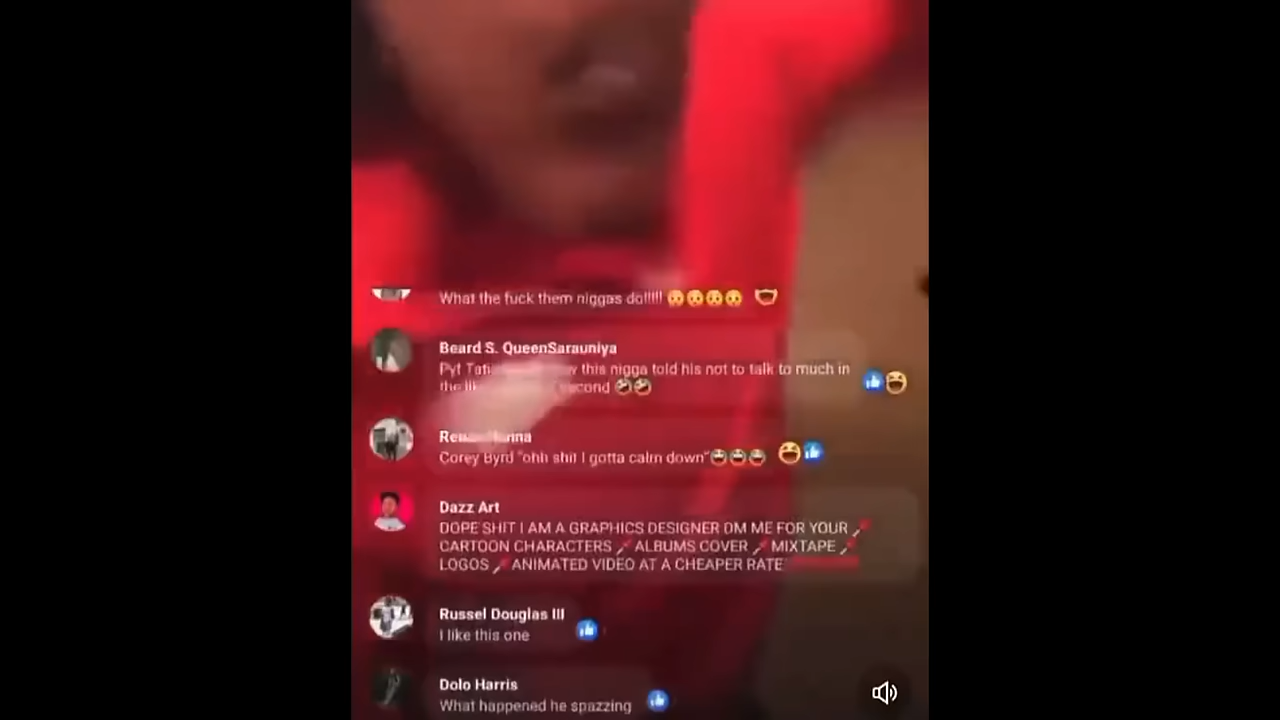 What the fuck them niggas do!!!!! 😟😟😟😟
Beard S. QueenSarauniya
Pyt this nigga told his not to talk to much in
the second 🤣🤣
Corey Byrd "ohh shit I gotta calm down"😂😂😂
Dazz Art
DOPE SHIT I AM A GRAPHICS DESIGNER DM ME FOR YOUR 🎤
CARTOON CHARACTERS 🎤 ALBUMS COVER 🎤 MIXTAPE 🎤
LOGOS 🎤 ANIMATED VIDEO AT A CHEAPER RATE
Russel Douglas III
I like this one
Dolo Harris
What happened he spazzing